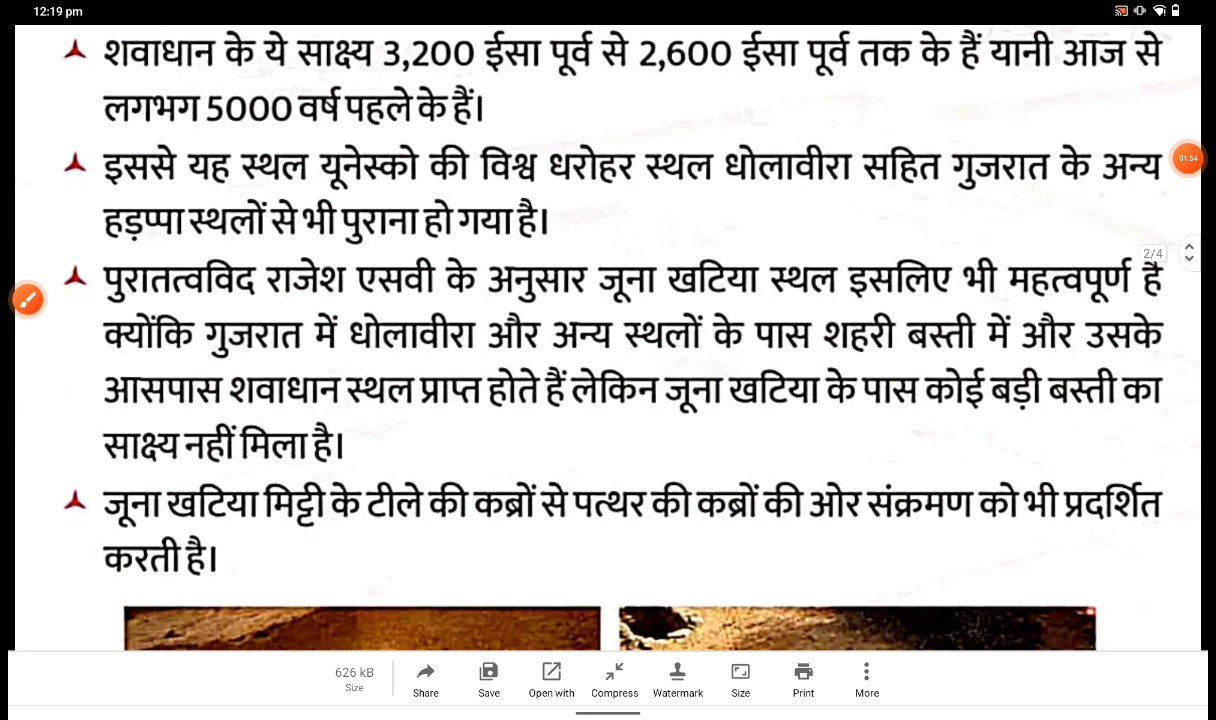 12:19 pm
शवाधान के ये साक्ष्य 3,200 ईसा पूर्व से 2,600 ईसा पूर्व तक के हैं यानी आज से
लगभग 5000 वर्ष पहले के हैं।
इससे यह स्थल यूनेस्को की विश्व धरोहर स्थल धोलावीरा सहित गुजरात के अन्य
01:54
हड़प्पा स्थलों से भी पुराना हो गया है।
2/4
पुरातत्वविद राजेश एसवी के अनुसार जूना खटिया स्थल इसलिए भी महत्वपूर्ण है
क्योंकि गुजरात में धोलावीरा और अन्य स्थलों के पास शहरी बस्ती में और उसके
आसपास शवाधान स्थल प्राप्त होते हैं लेकिन जूना खटिया के पास कोई बड़ी बस्ती का
साक्ष्य नहीं मिला है।
जूना खटिया मिट्टी के टीले की कब्रों से पत्थर की कब्रों की ओर संक्रमण को भी प्रदर्शित
करती है।
626 kB
Size
Share
Save
Open with
Compress
Watermark
Size
Print
More